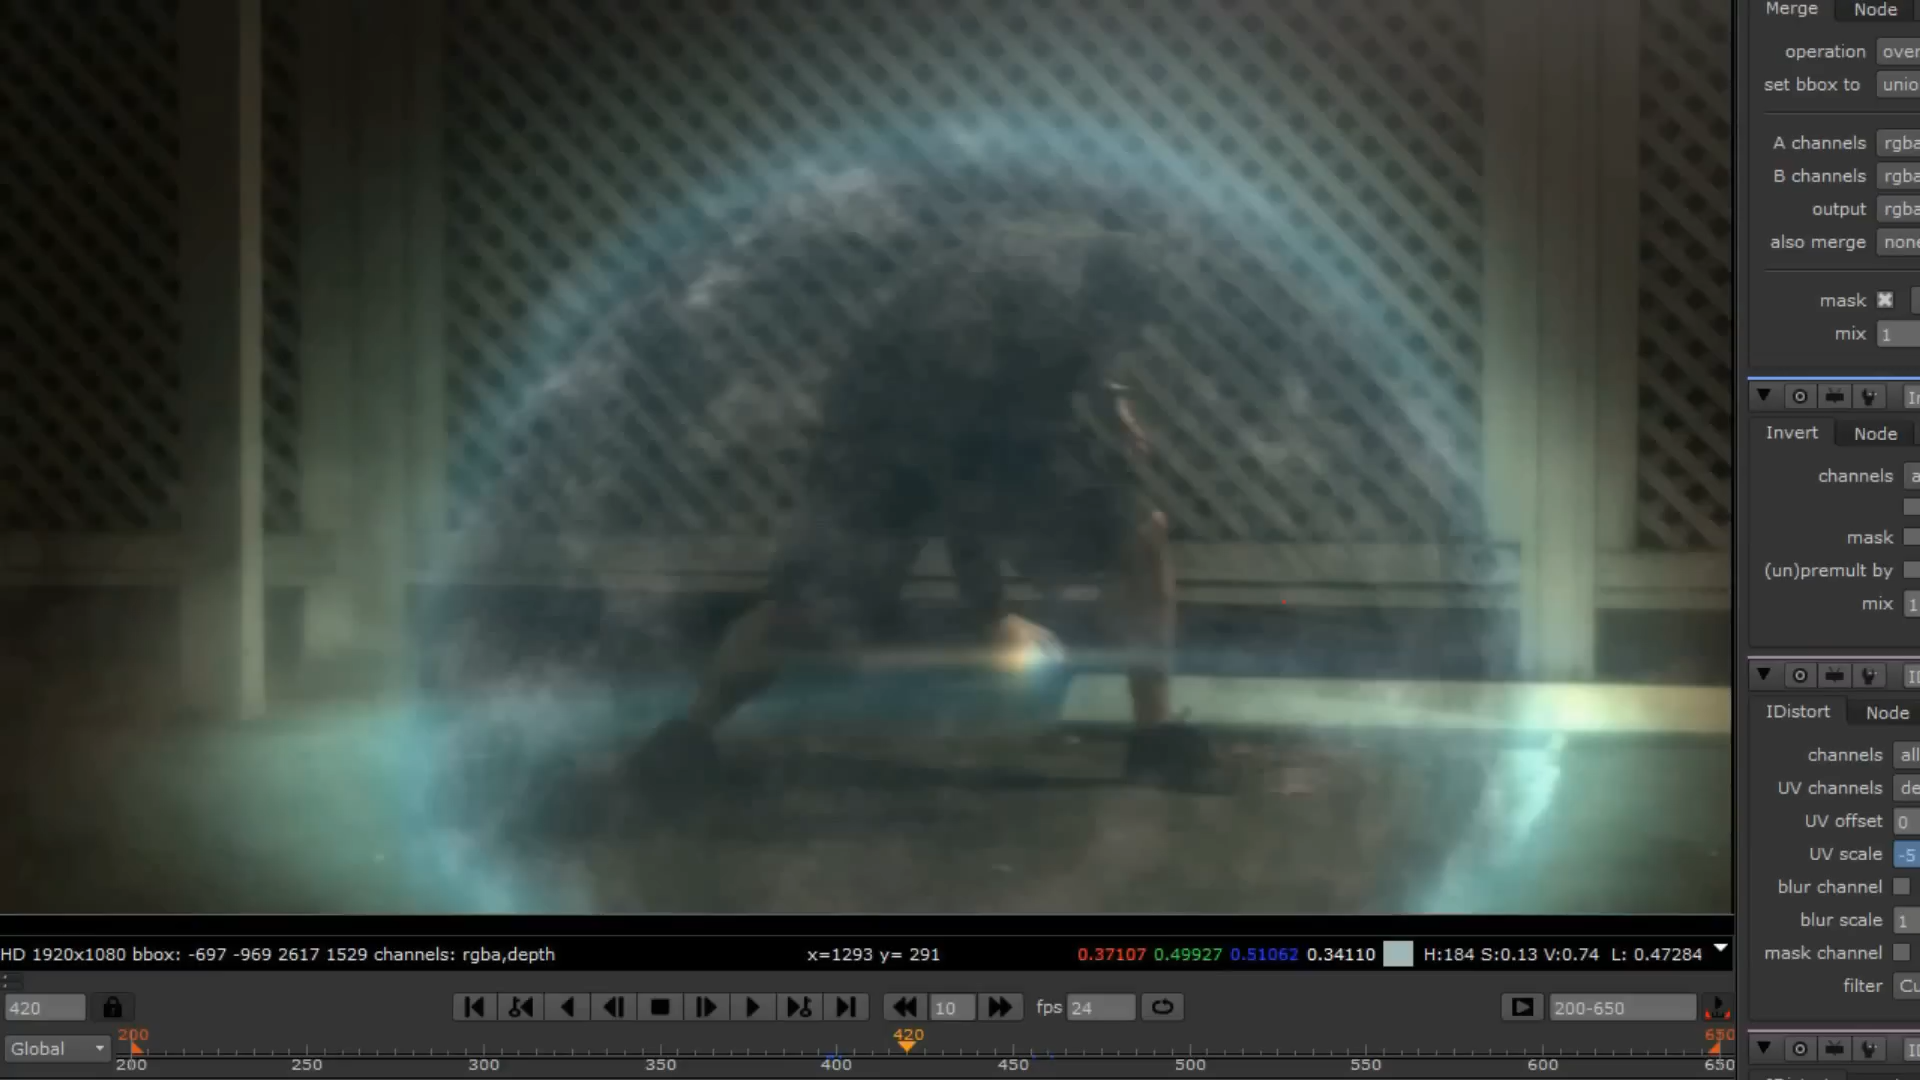 Merge Node
operation over
set bbox to unio
A channels rgba
B channels rgba
output rgba
also merge none
mask
mix 1
Invert Node
channels a
mask
(un)premult by
mix 1
IDistort Node
channels all
UV channels de
UV offset 0
UV scale -5
blur channel
blur scale 1
mask channel
filter Cu
HD 1920x1080 bbox: -697 -969 2617 1529 channels: rgba,depth x=1293 y= 291 0.37107 0.49927 0.51062 0.34110 H:184 S:0.13 V:0.74 L: 0.47284
420 10 fps 24 200-650
200 420 650
Global
200 250 300 350 400 450 500 550 600 650